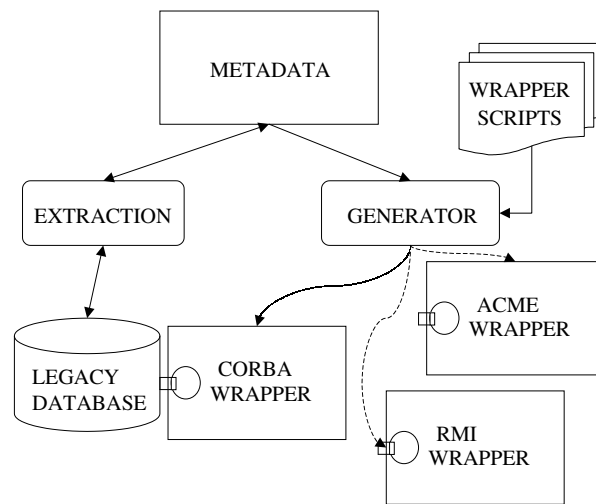 METADATA
WRAPPER
SCRIPTS
EXTRACTION
GENERATOR
ACME
WRAPPER
LEGACY
DATABASE
CORBA
WRAPPER
RMI
WRAPPER